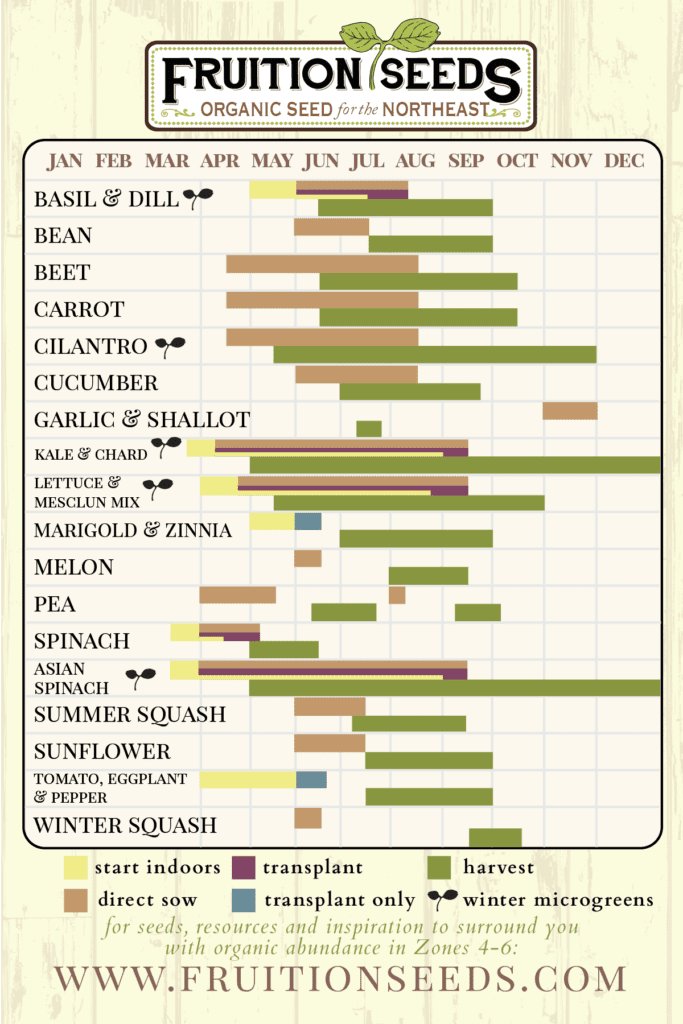 FRUITION SEEDS
ORGANIC SEED for the NORTHEAST
JAN FEB MAR APR MAY JUN JUL AUG SEP OCT NOV DEC
BASIL & DILL
BEAN
BEET
CARROT
CILANTRO
CUCUMBER
GARLIC & SHALLOT
KALE & CHARD
LETTUCE &
MESCLUN MIX
MARIGOLD & ZINNIA
MELON
PEA
SPINACH
ASIAN
SPINACH
SUMMER SQUASH
SUNFLOWER
TOMATO, EGGPLANT
& PEPPER
WINTER SQUASH
start indoors transplant harvest
direct sow transplant only winter microgreens
for seeds, resources and inspiration to surround you
with organic abundance in Zones 4-6:
WWW.FRUITIONSEEDS.COM